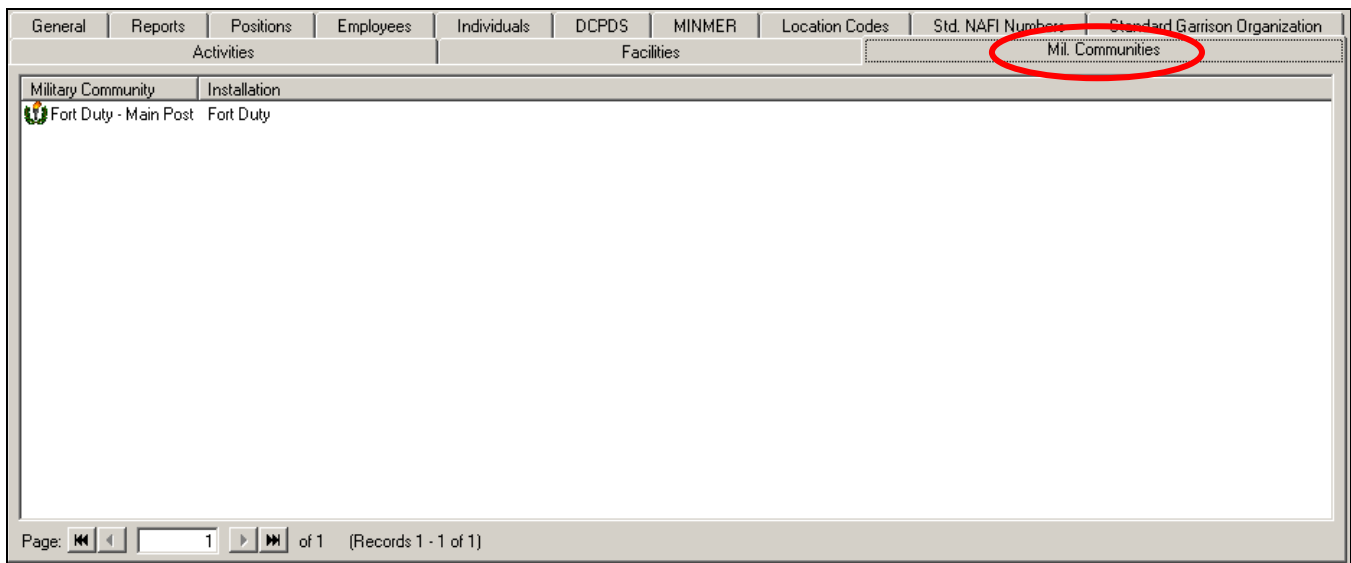 General Reports Positions Employees Individuals DCPDS MINMER Location Codes Std. NAFI Numbers Standard Garrison Organization
Activities Facilities Mil. Communities
Military Community Installation
Fort Duty - Main Post Fort Duty
Page: 1 of 1 (Records 1 - 1 of 1)